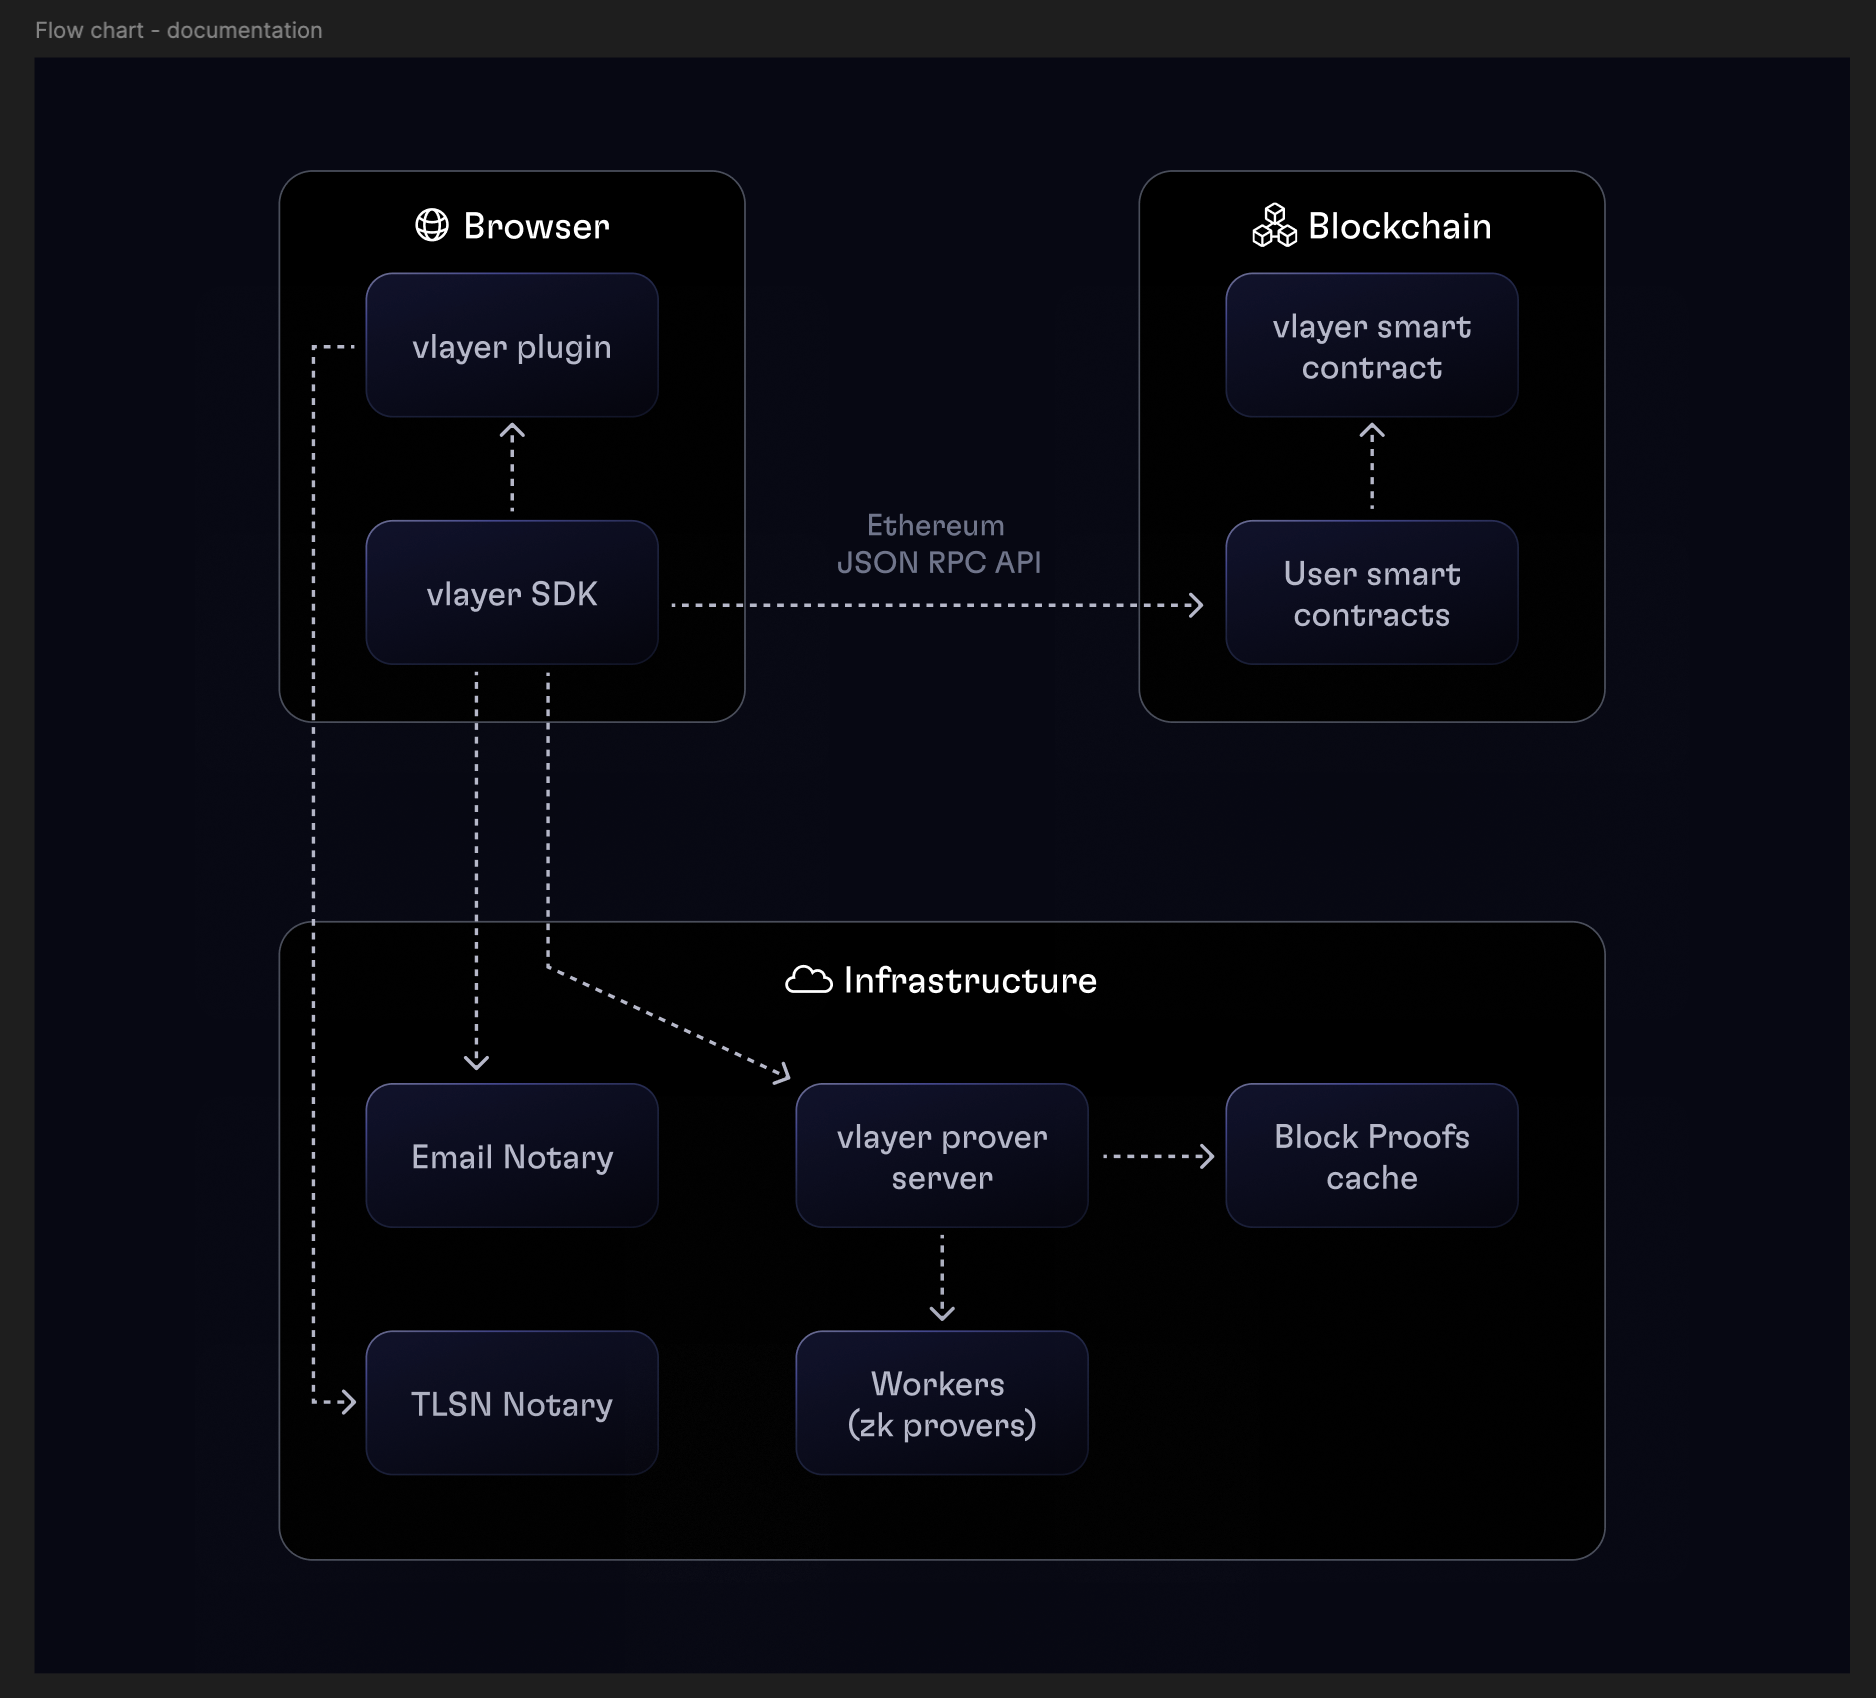 Flow chart - documentation
Browser
vlayer plugin
vlayer SDK
Ethereum
JSON RPC API
Blockchain
vlayer smart
contract
User smart
contracts
Infrastructure
Email Notary
vlayer prover
server
Block Proofs
cache
TLSN Notary
Workers
(zk provers)